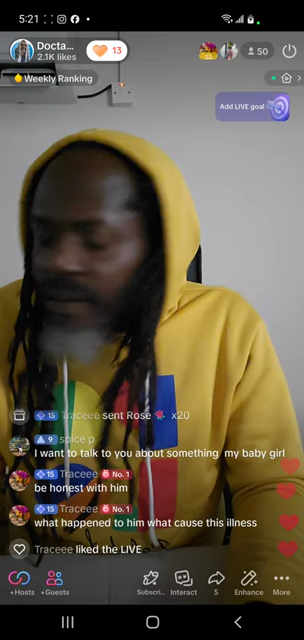 5:21
Docta...
2.1K likes
13
20
50
Weekly Ranking
Add LIVE goal
15 Traceee sent Rose x20
9 spice p
I want to talk to you about something my baby girl
15 Traceee No. 1
be honest with him
15 Traceee No. 1
what happened to him what cause this illness
Traceee liked the LIVE
+Hosts
+Guests
Subscri...
Interact
5
Enhance
More